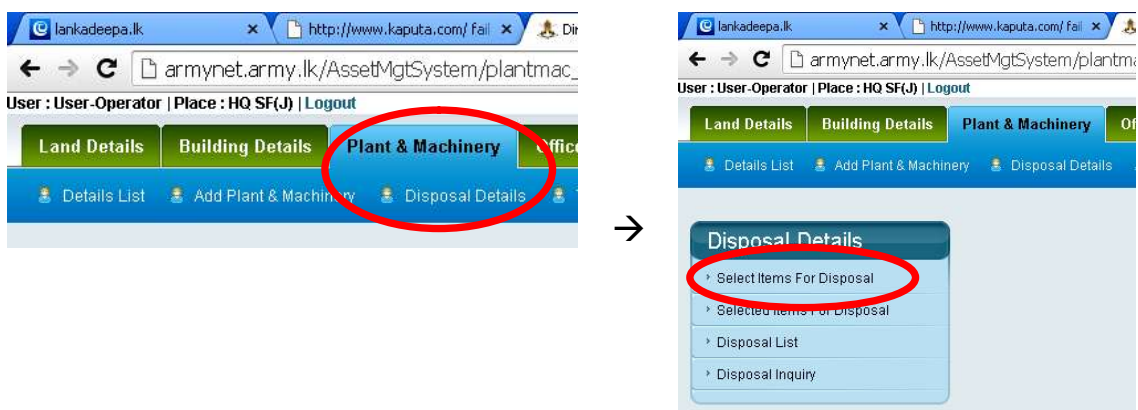 lankadeepa.lk http://www.kaputa.com/ fail Di
armynet.army.lk/AssetMgtSystem/plantmac_
User : User-Operator | Place : HQ SF(J) | Logout
Land Details Building Details Plant & Machinery Office
Details List Add Plant & Machinery Disposal Details
→
lankadeepa.lk http://www.kaputa.com/ fail
armynet.army.lk/AssetMgtSystem/plantma
User : User-Operator | Place : HQ SF(J) | Logout
Land Details Building Details Plant & Machinery Of
Details List Add Plant & Machinery Disposal Details
Disposal Details
Select Items For Disposal
Selected Items For Disposal
Disposal List
Disposal Inquiry